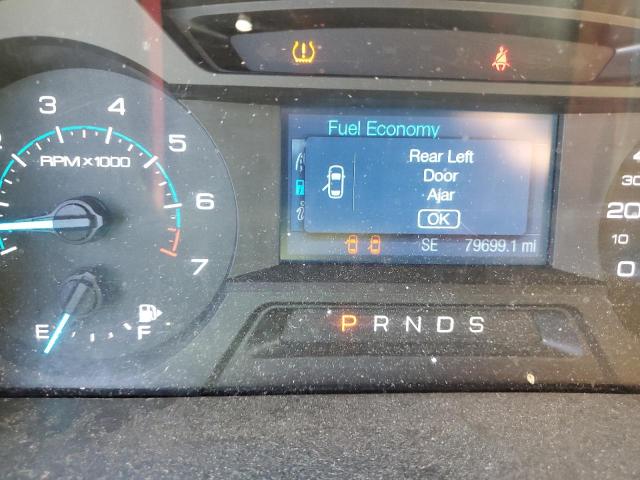 Fuel Economy
Rear Left
Door
Ajar
OK
SE 79699.1 mi
3 4 5 6 7
RPM x 1000
E F
P R N D S
30
20
10
0